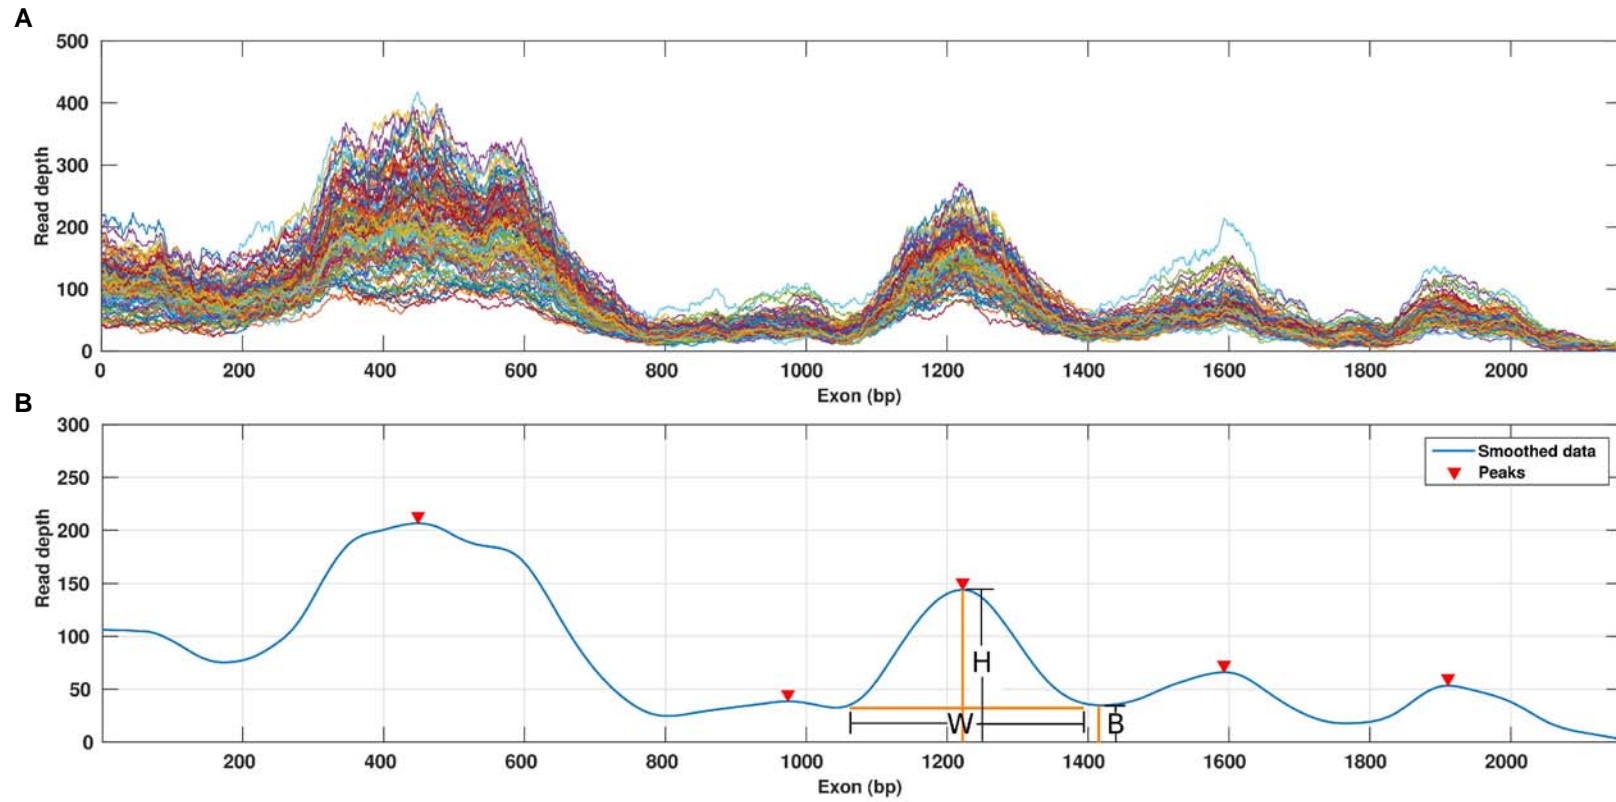 A
500
400
300
200
100
0
Read depth
0 200 400 600 800 1000 1200 1400 1600 1800 2000
Exon (bp)
B
300
250
200
150
100
50
0
Read depth
Smoothed data
Peaks
H
W
B
200 400 600 800 1000 1200 1400 1600 1800 2000
Exon (bp)